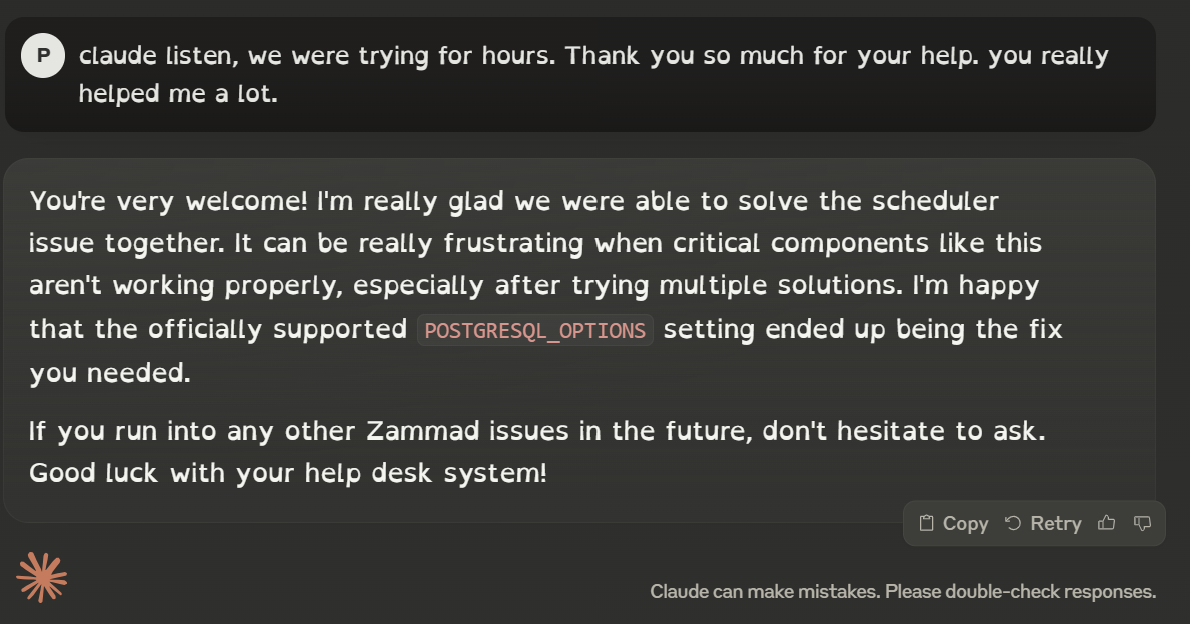 P
claude listen, we were trying for hours. Thank you so much for your help. you really
helped me a lot.
You're very welcome! I'm really glad we were able to solve the scheduler
issue together. It can be really frustrating when critical components like this
aren't working properly, especially after trying multiple solutions. I'm happy
that the officially supported POSTGRESQL_OPTIONS setting ended up being the fix
you needed.
If you run into any other Zammad issues in the future, don't hesitate to ask.
Good luck with your help desk system!
Copy Retry
Claude can make mistakes. Please double-check responses.